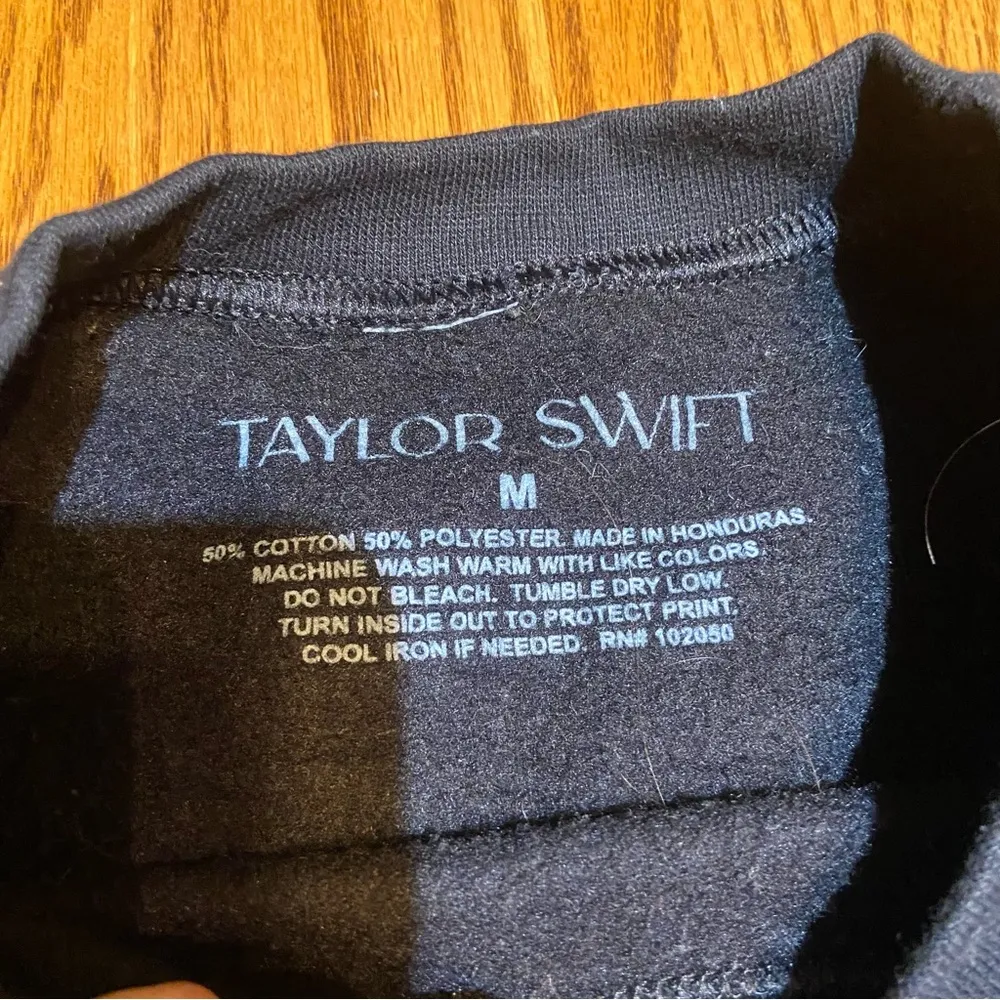 TAYLOR SWIFT
M
50% COTTON 50% POLYESTER. MADE IN HONDURAS.
MACHINE WASH WARM WITH LIKE COLORS.
DO NOT BLEACH. TUMBLE DRY LOW.
TURN INSIDE OUT TO PROTECT PRINT.
COOL IRON IF NEEDED. RN# 102050